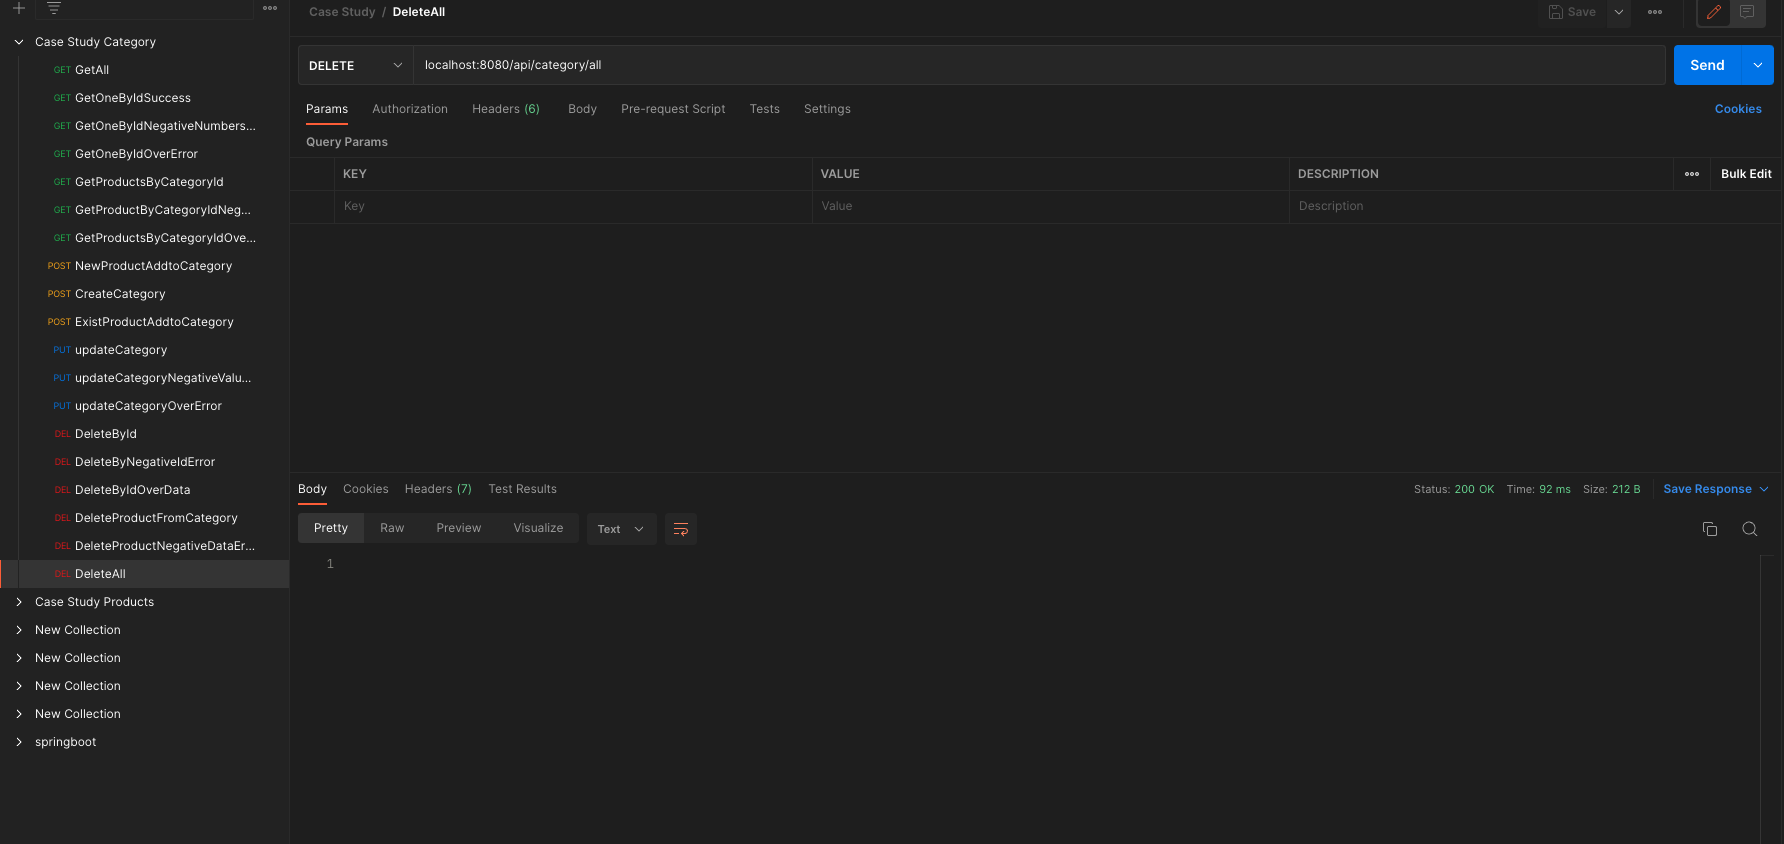 Case Study / DeleteAll
Save
Case Study Category
GET GetAll
GET GetOneByIdSuccess
GET GetOneByIdNegativeNumbers...
GET GetOneByIdOverError
GET GetProductsByCategoryId
GET GetProductByCategoryIdNeg...
GET GetProductsByCategoryIdOve...
POST NewProductAddtoCategory
POST CreateCategory
POST ExistProductAddtoCategory
PUT updateCategory
PUT updateCategoryNegativeValu...
PUT updateCategoryOverError
DEL DeleteById
DEL DeleteByNegativeIdError
DEL DeleteByIdOverData
DEL DeleteProductFromCategory
DEL DeleteProductNegativeDataEr...
DEL DeleteAll
Case Study Products
New Collection
New Collection
New Collection
New Collection
springboot
DELETE localhost:8080/api/category/all Send
Params Authorization Headers (6) Body Pre-request Script Tests Settings Cookies
Query Params
KEY VALUE DESCRIPTION Bulk Edit
Key Value Description
Body Cookies Headers (7) Test Results Status: 200 OK Time: 92 ms Size: 212 B Save Response
Pretty Raw Preview Visualize Text
1